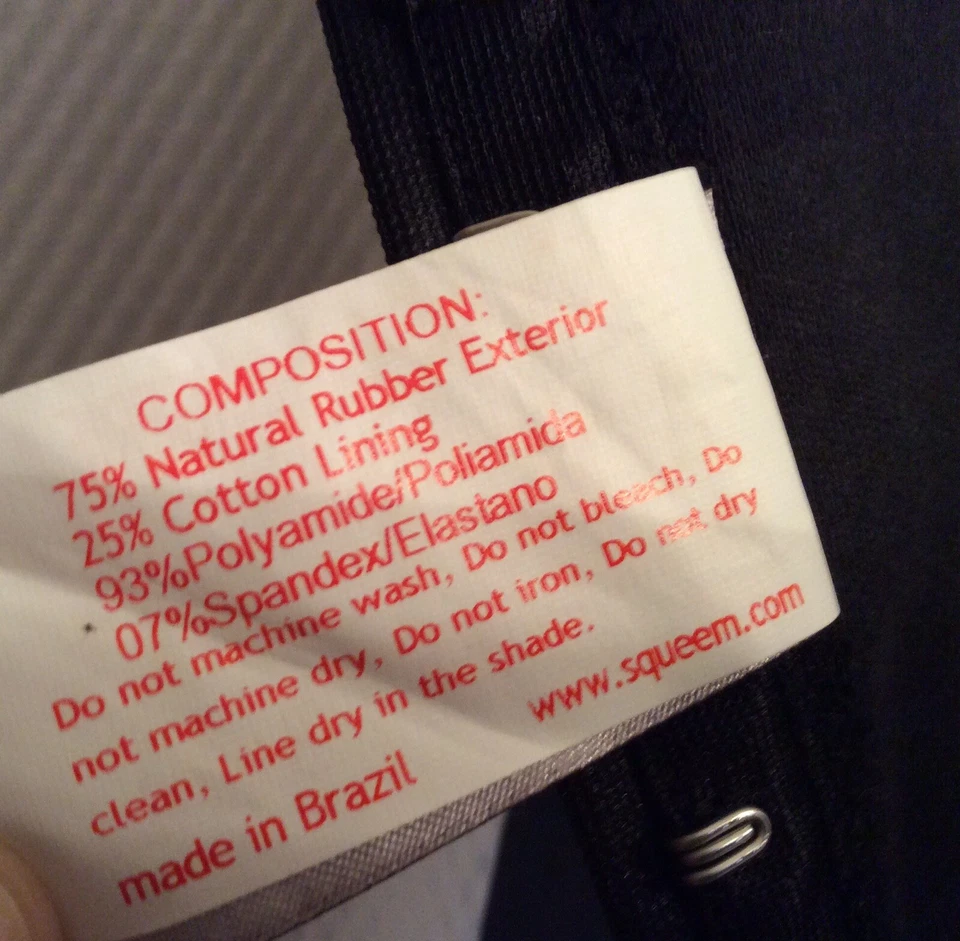 COMPOSITION:
75% Natural Rubber Exterior
25% Cotton Lining
93%Polyamide/Poliamida
07%Spandex/Elastano
Do not machine wash, Do not bleach, Do
not machine dry, Do not iron, Do not dry
clean, Line dry in the shade.
www.squeem.com
made in Brazil